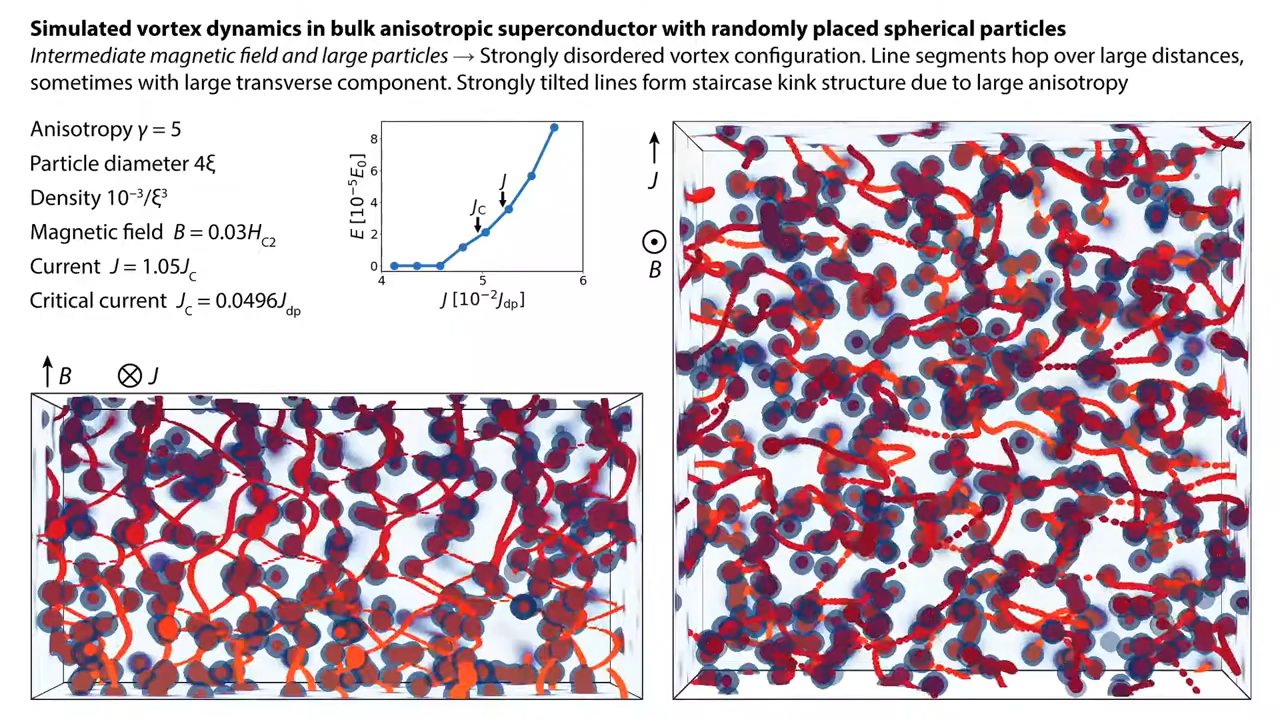 Simulated vortex dynamics in bulk anisotropic superconductor with randomly placed spherical particles
Intermediate magnetic field and large particles → Strongly disordered vortex configuration. Line segments hop over large distances,
sometimes with large transverse component. Strongly tilted lines form staircase kink structure due to large anisotropy
Anisotropy γ = 5
Particle diameter 4ξ
Density 10⁻³/ξ³
Magnetic field B = 0.03H_C2
Current J = 1.05J_C
Critical current J_C = 0.0496J_dp
E [10⁻⁵E₀]
8
6
4
2
0
J
J_C
4
5
6
J [10⁻²J_dp]
B
J
J
B